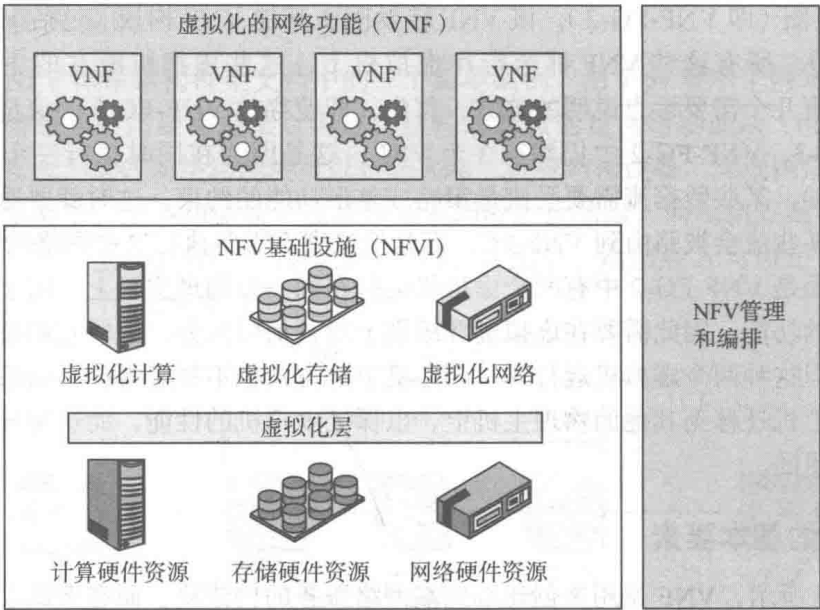 虚拟化的网络功能（VNF）
VNF
VNF
VNF
VNF
NFV基础设施（NFVI）
虚拟化计算
虚拟化存储
虚拟化网络
虚拟化层
计算硬件资源
存储硬件资源
网络硬件资源
NFV管理
和编排